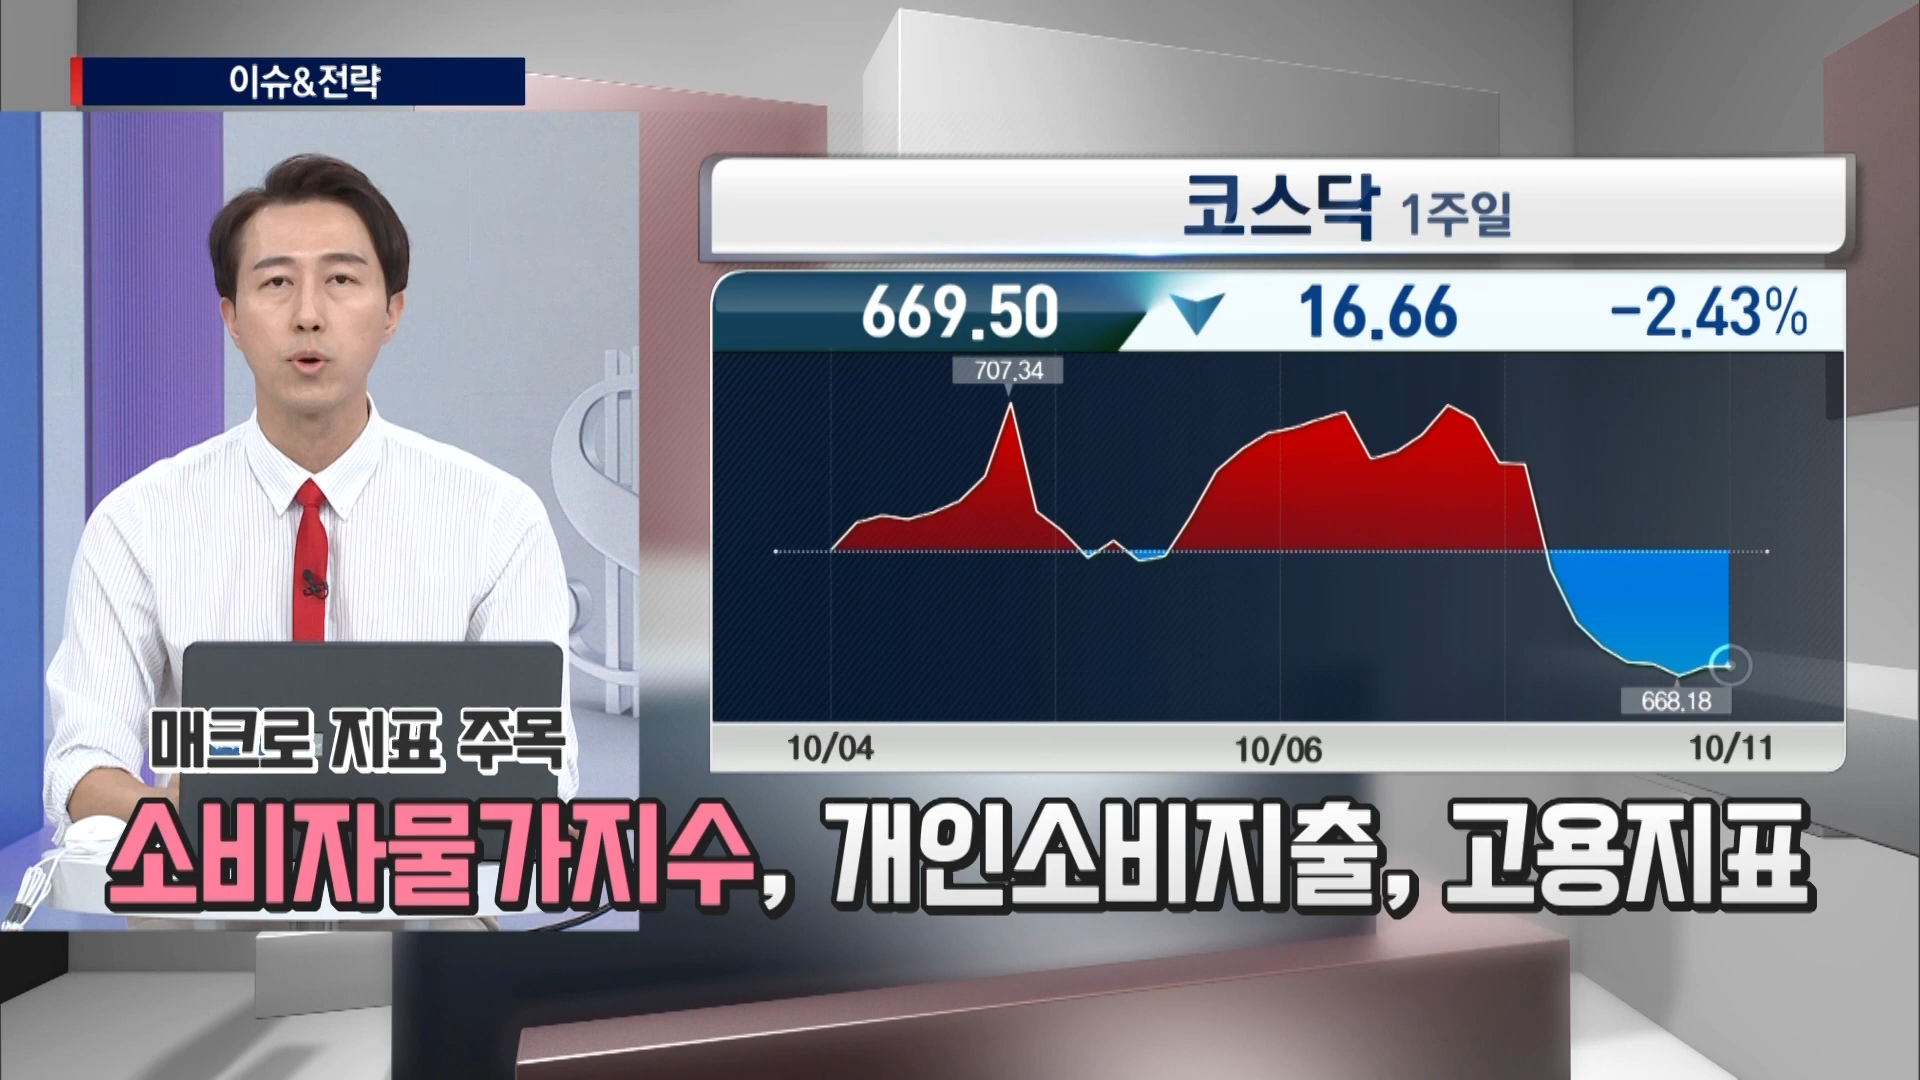 이슈&전략
코스닥 1주일
669.50 ▼ 16.66 -2.43%
707.34
668.18
10/04 10/06 10/11
매크로 지표 주목
소비자물가지수, 개인소비지출, 고용지표